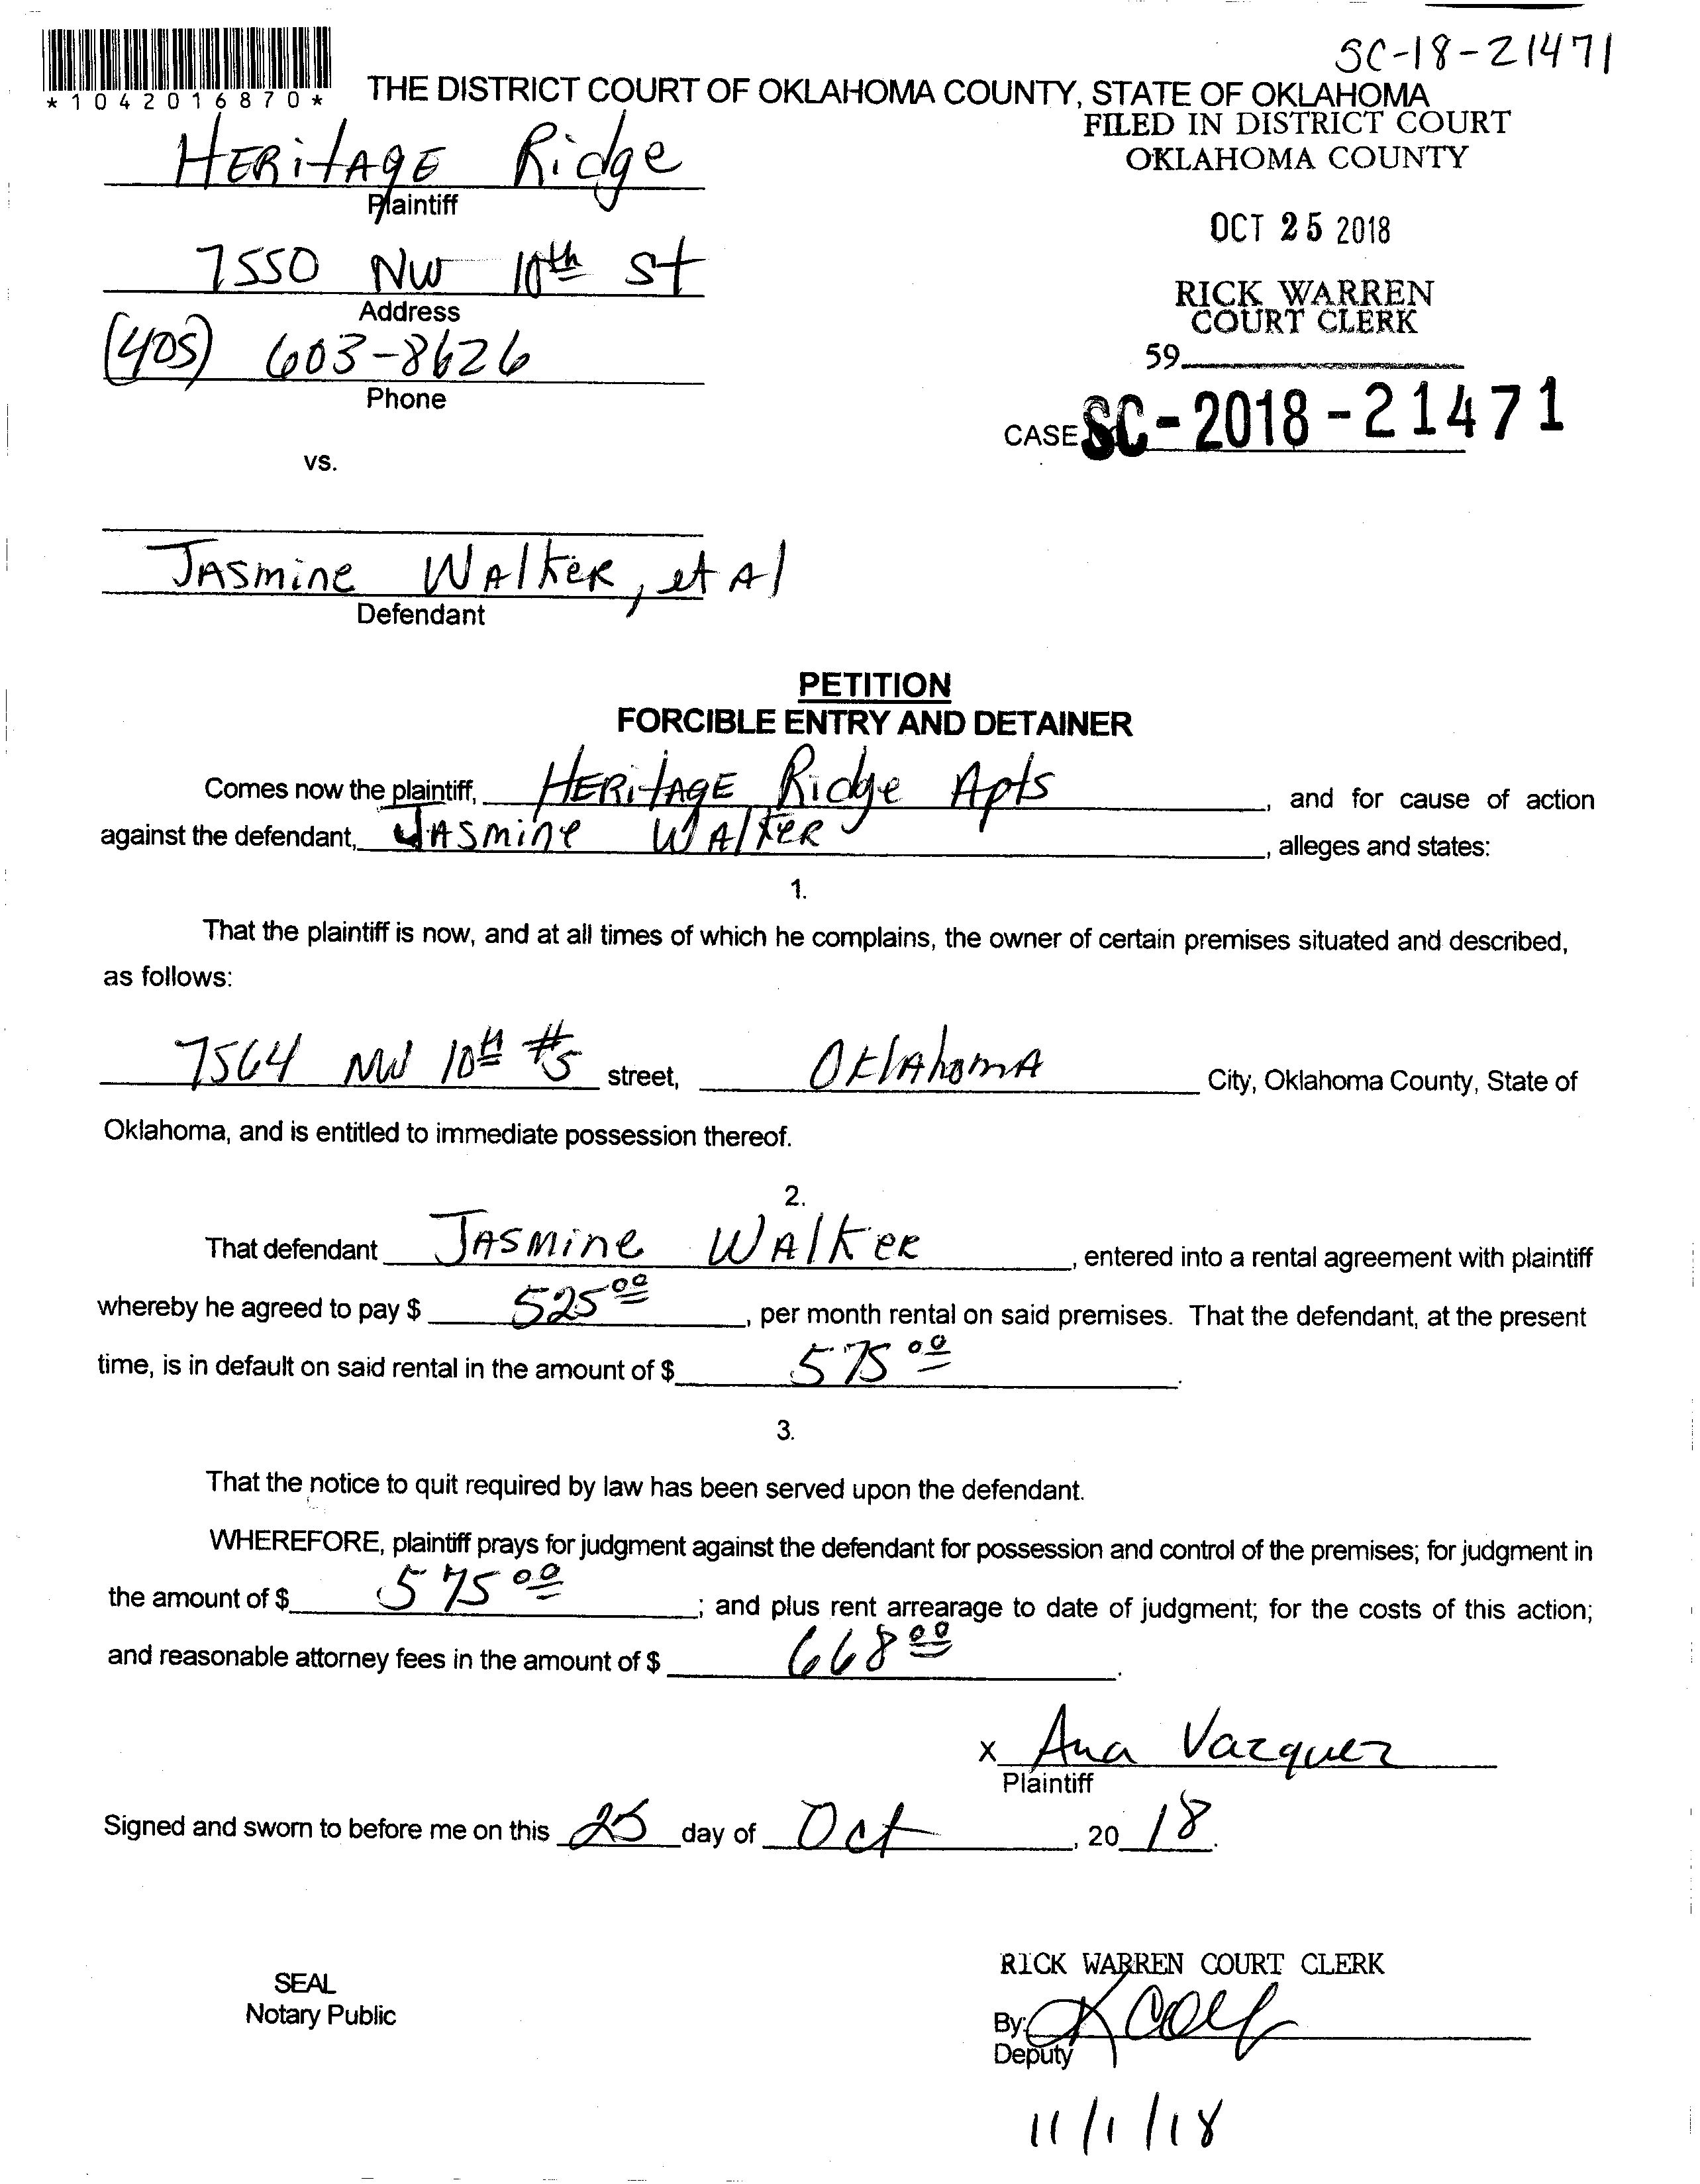 SC-18-21471
*1042016870*
THE DISTRICT COURT OF OKLAHOMA COUNTY, STATE OF OKLAHOMA
FILED IN DISTRICT COURT
OKLAHOMA COUNTY
HERitAGE Ridge
Plaintiff
OCT 25 2018
7550 NW 10th St
Address
RICK WARREN
COURT CLERK
(405) 603-8626
Phone
59
CASE SC-2018-21471
vs.
JASmine WAlkeR, et Al
Defendant
PETITION
FORCIBLE ENTRY AND DETAINER
Comes now the plaintiff, HERitAGE Ridge Apts, and for cause of action
against the defendant, JASmine WAlkeR, alleges and states:
1.
That the plaintiff is now, and at all times of which he complains, the owner of certain premises situated and described,
as follows:
7564 NW 10th #5 street, OklAhomA City, Oklahoma County, State of
Oklahoma, and is entitled to immediate possession thereof.
2.
That defendant JASMine WAlkeR, entered into a rental agreement with plaintiff
whereby he agreed to pay $ 525 00, per month rental on said premises. That the defendant, at the present
time, is in default on said rental in the amount of $ 575 00.
3.
That the notice to quit required by law has been served upon the defendant.
WHEREFORE, plaintiff prays for judgment against the defendant for possession and control of the premises; for judgment in
the amount of $ 575 00; and plus rent arrearage to date of judgment; for the costs of this action;
and reasonable attorney fees in the amount of $ 668 00.
x Ana Vazquez
Plaintiff
Signed and sworn to before me on this 25 day of Oct, 20 18.
RICK WARREN COURT CLERK
SEAL
Notary Public
By:
Deputy
11/1/18